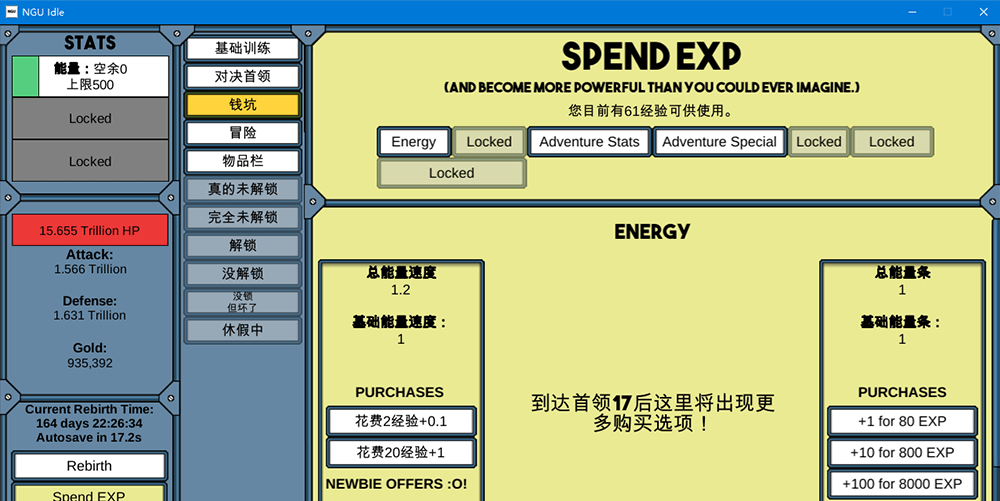 NGU Idle
STATS
能量：空余0
上限500
Locked
Locked
15.655 Trillion HP
Attack:
1.566 Trillion
Defense:
1.631 Trillion
Gold:
935,392
Current Rebirth Time:
164 days 22:26:34
Autosave in 17.2s
Rebirth
Spend EXP
基础训练
对决首领
钱坑
冒险
物品栏
真的未解锁
完全未解锁
解锁
没解锁
没锁
但坏了
休假中
SPEND EXP
(AND BECOME MORE POWERFUL THAN YOU COULD EVER IMAGINE.)
您目前有61经验可供使用。
Energy
Locked
Adventure Stats
Adventure Special
Locked
Locked
Locked
ENERGY
总能量速度
1.2
基础能量速度：
1
PURCHASES
花费2经验+0.1
花费20经验+1
NEWBIE OFFERS :O!
到达首领17后这里将出现更
多购买选项！
总能量条
1
基础能量条：
1
PURCHASES
+1 for 80 EXP
+10 for 800 EXP
+100 for 8000 EXP